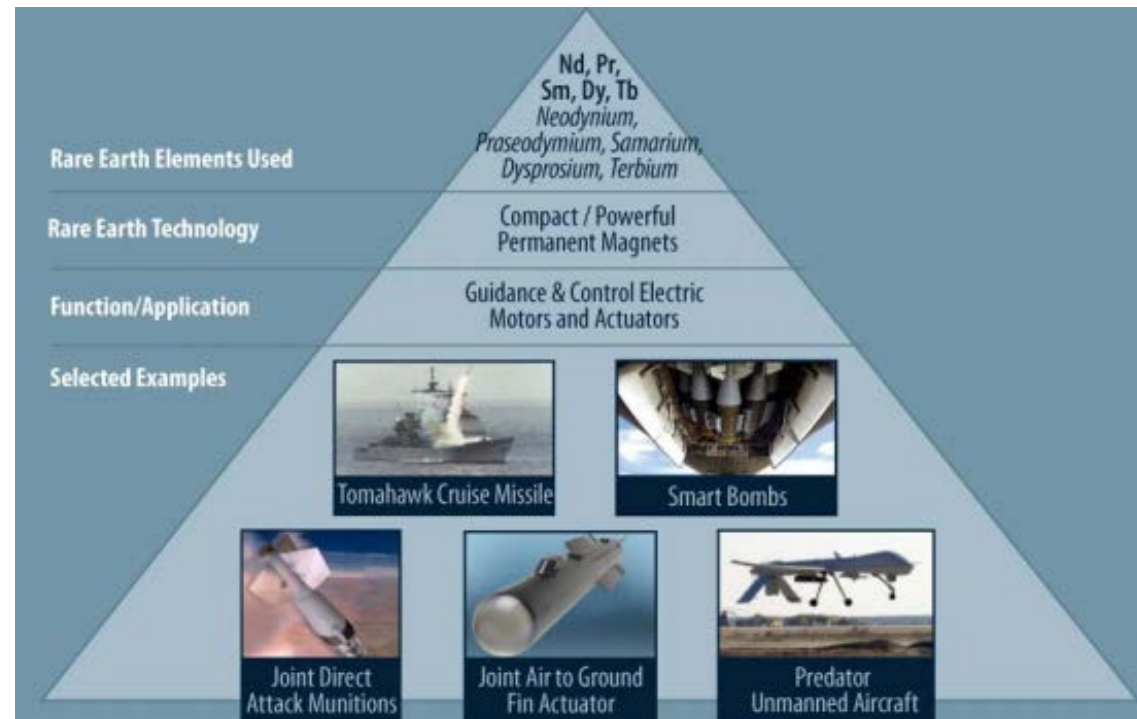 Nd, Pr,
Sm, Dy, Tb
Neodynium,
Praseodymium, Samarium,
Dysprosium, Terbium
Rare Earth Elements Used
Compact / Powerful
Permanent Magnets
Rare Earth Technology
Guidance & Control Electric
Motors and Actuators
Function/Application
Selected Examples
Tomahawk Cruise Missile
Smart Bombs
Joint Direct
Attack Munitions
Joint Air to Ground
Fin Actuator
Predator
Unmanned Aircraft